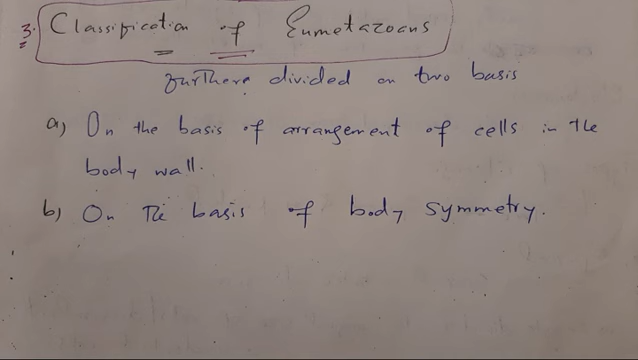 3. Classification of Eumetazoans
furthere divided on two basis
a) On the basis of arrangement of cells in the
body wall.
b) On the basis of body symmetry.